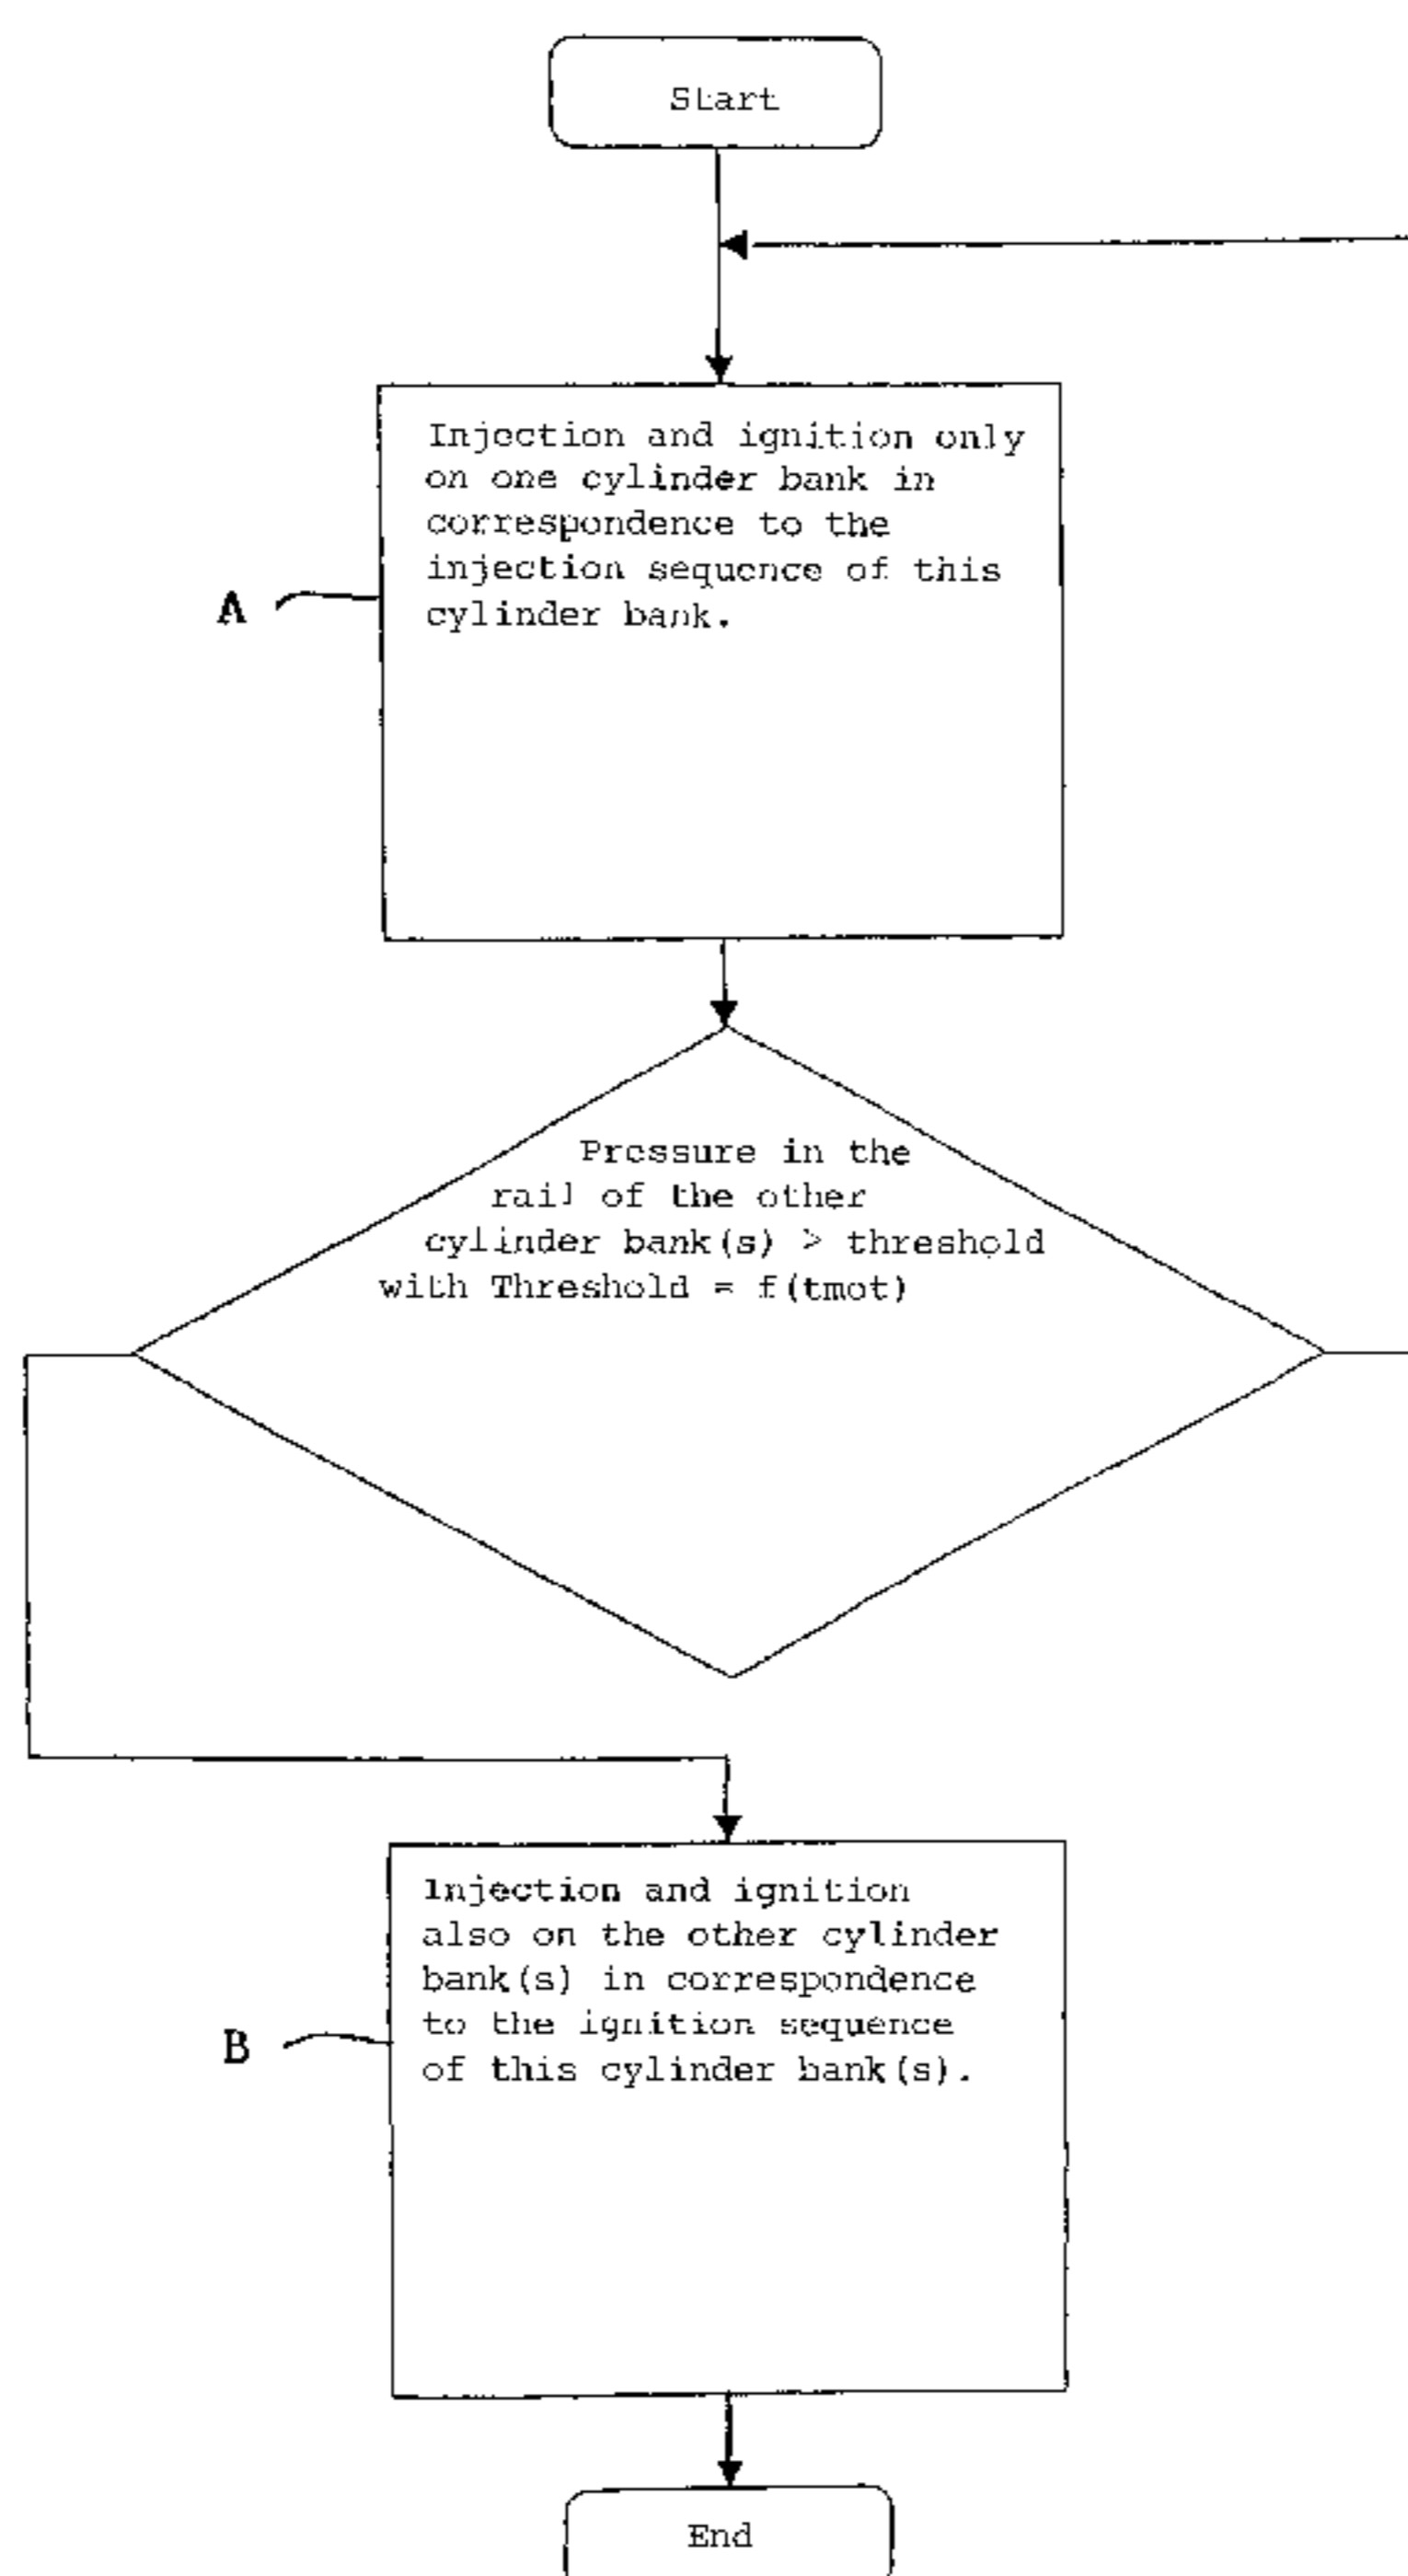 Start
Injection and ignition only
on one cylinder bank in
correspondence to the
injection sequence of this
cylinder bank.
A
Pressure in the
rail of the other
cylinder bank(s) > threshold
with Threshold = f(tmot)
Injection and ignition
also on the other cylinder
bank(s) in correspondence
to the ignition sequence
of this cylinder bank(s).
B
End